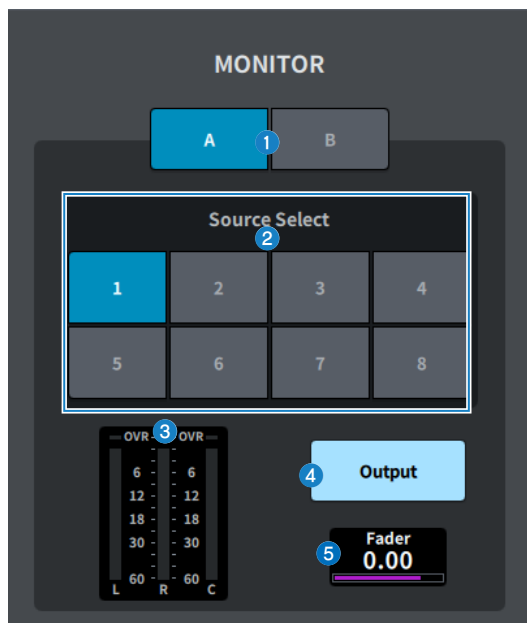 MONITOR
A 1 B
Source Select
2
1 2 3 4
5 6 7 8
OVR 3 OVR
6 6
12 12
18 18
30 30
60 60
L R C
4 Output
5 Fader
0.00